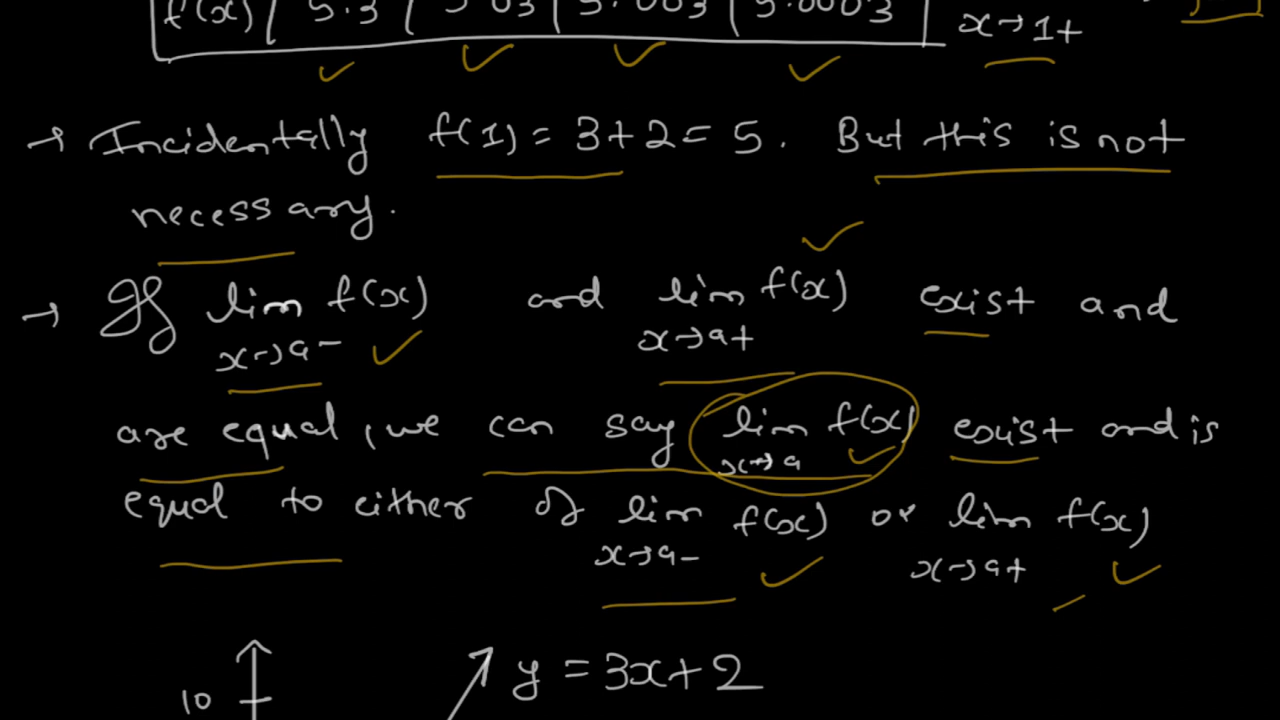 f(x) | 5.3 | 5.03 | 5.003 | 5.0003 x→1+
→ Incidentally f(1) = 3+2 = 5. But this is not
necessary.
→ If lim f(x) and lim f(x) exist and
x→a- x→a+
are equal, we can say lim f(x) exist and is
x→a
equal to either of lim f(x) or lim f(x)
x→a- x→a+
y = 3x+2
10